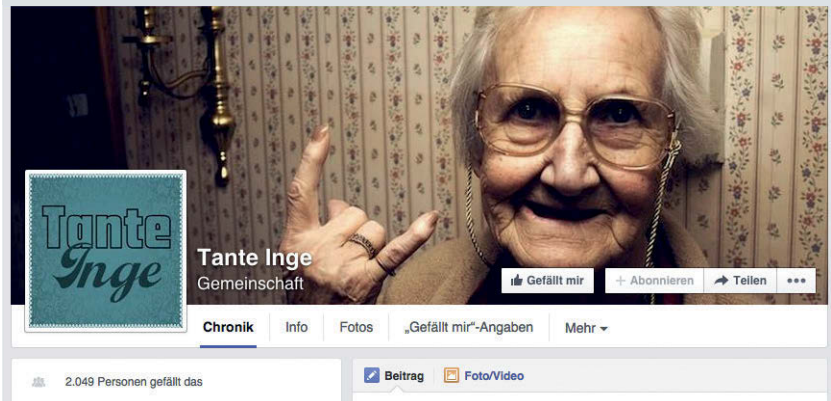 Tante
Inge
Tante Inge
Gemeinschaft
Gefällt mir
+ Abonnieren
Teilen
Chronik
Info
Fotos
„Gefällt mir“-Angaben
Mehr
2.049 Personen gefällt das
Beitrag
Foto/Video